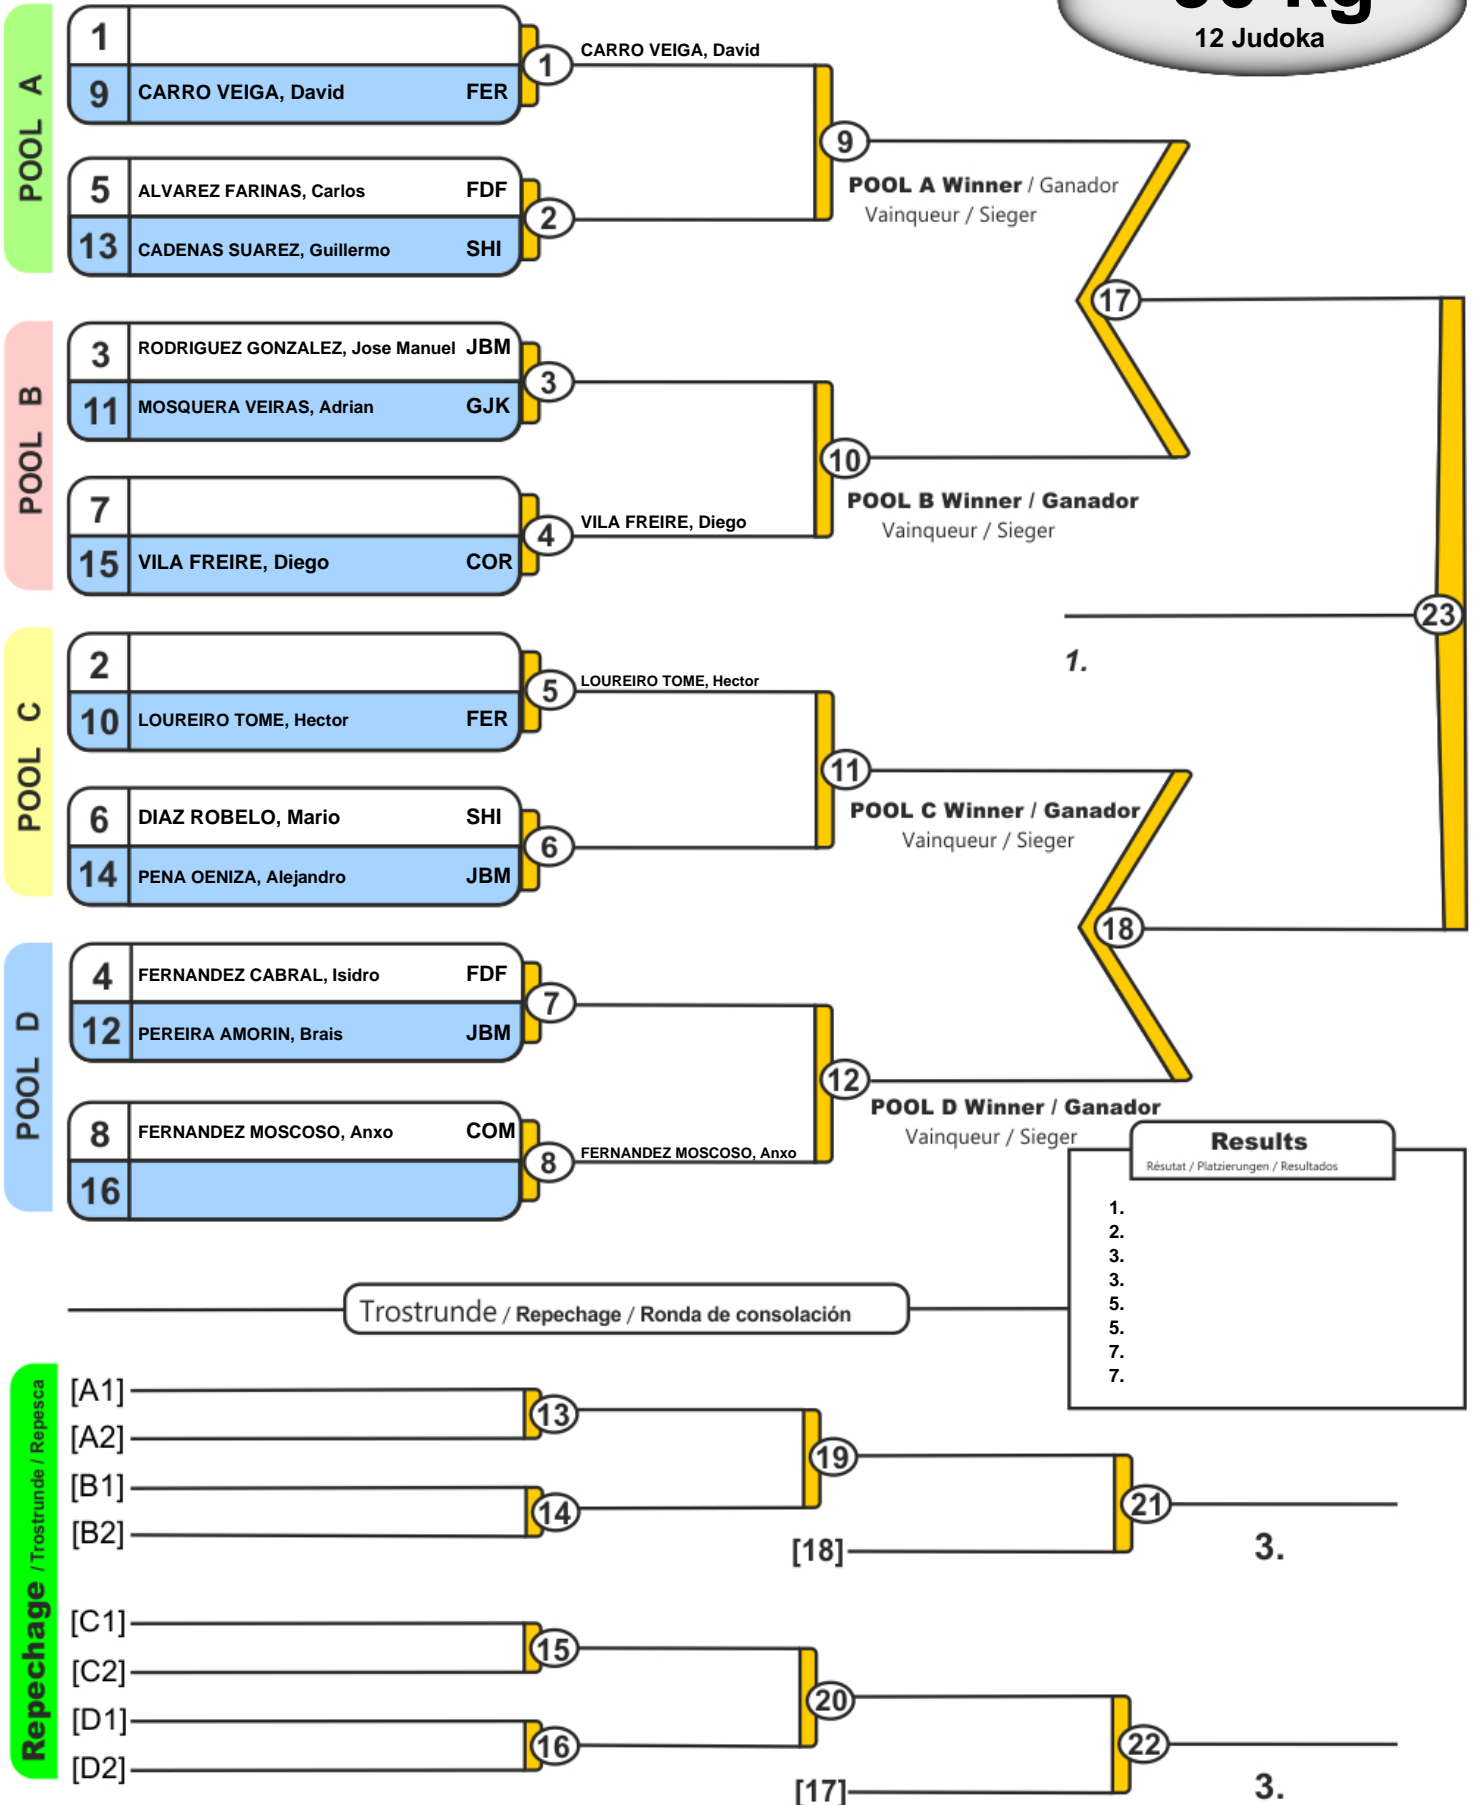 12 Judoka
POOL A
1
9 CARRO VEIGA, David FER
1
CARRO VEIGA, David
5 ALVAREZ FARINAS, Carlos FDF
13 CADENAS SUAREZ, Guillermo SHI
2
9
POOL A Winner / Ganador
Vainqueur / Sieger
17
POOL B
3 RODRIGUEZ GONZALEZ, Jose Manuel JBM
11 MOSQUERA VEIRAS, Adrian GJK
3
7
15 VILA FREIRE, Diego COR
4
VILA FREIRE, Diego
10
POOL B Winner / Ganador
Vainqueur / Sieger
23
1.
POOL C
2
10 LOUREIRO TOME, Hector FER
5
LOUREIRO TOME, Hector
6 DIAZ ROBELO, Mario SHI
14 PENA OENIZA, Alejandro JBM
6
11
POOL C Winner / Ganador
Vainqueur / Sieger
18
POOL D
4 FERNANDEZ CABRAL, Isidro FDF
12 PEREIRA AMORIN, Brais JBM
7
8 FERNANDEZ MOSCOSO, Anxo COM
16
8
FERNANDEZ MOSCOSO, Anxo
12
POOL D Winner / Ganador
Vainqueur / Sieger
Results
Résutat / Platzierungen / Resultados
1.
2.
3.
3.
5.
5.
7.
7.
Trostrunde / Repechage / Ronda de consolación
Repechage / Trostrunde / Repesca
[A1]
[A2]
13
[B1]
[B2]
14
19
[18]
21
3.
[C1]
[C2]
15
[D1]
[D2]
16
20
[17]
22
3.